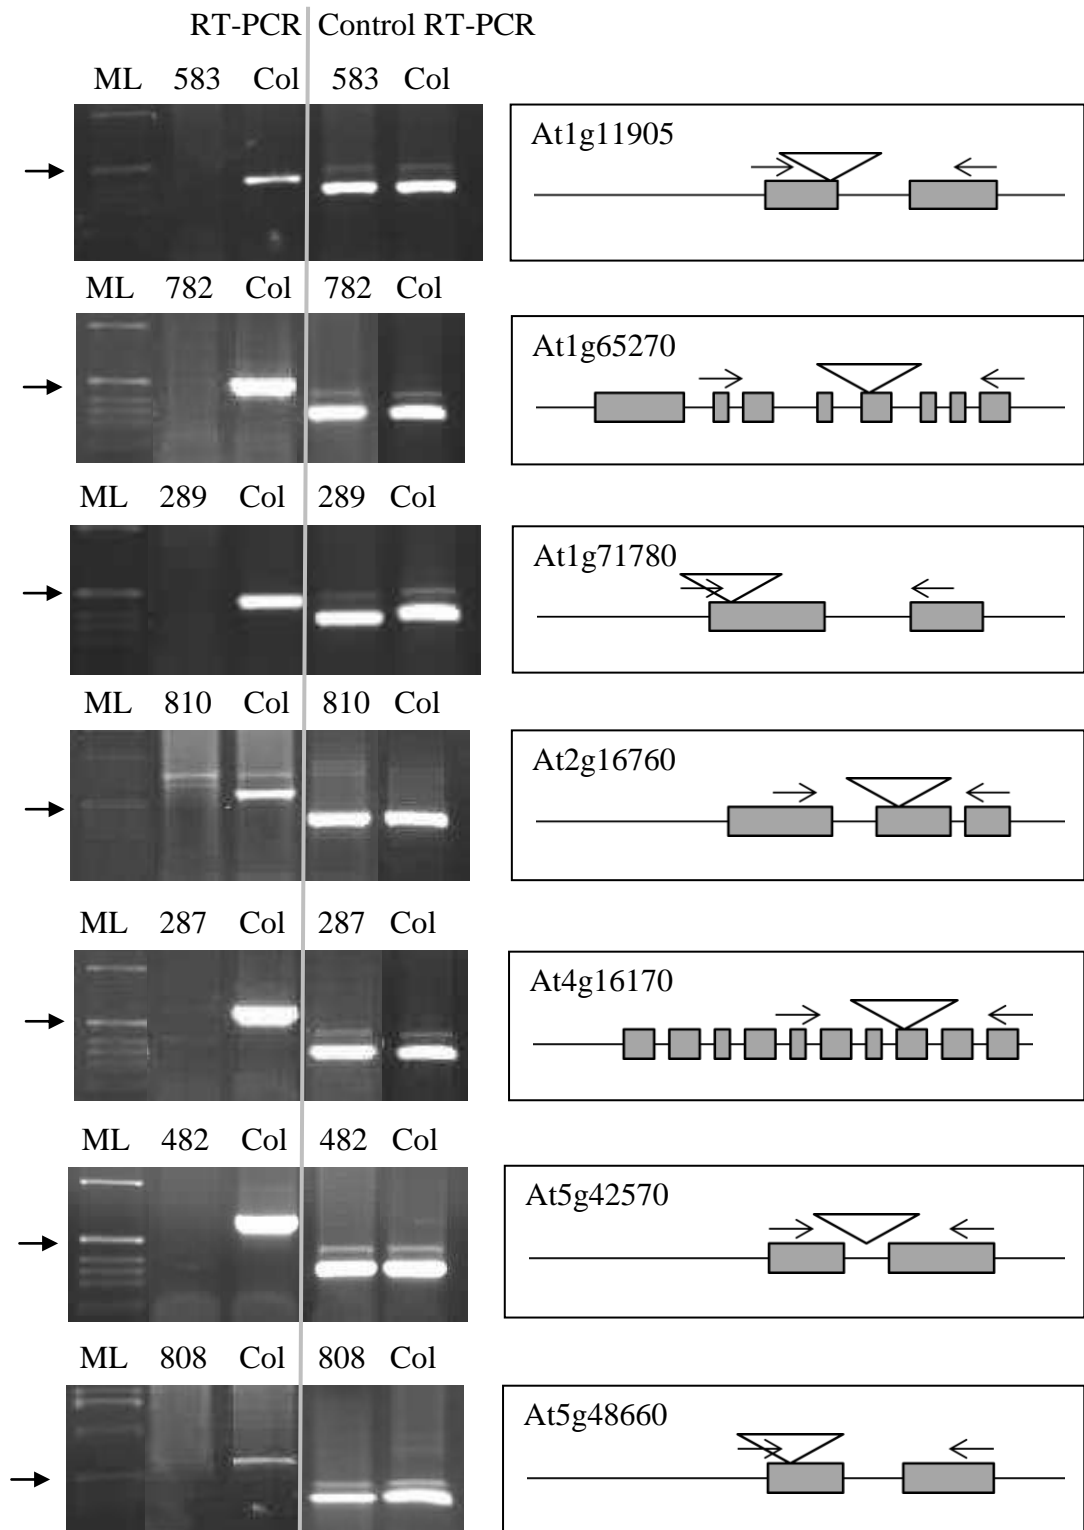 RT-PCR Control RT-PCR
ML 583 Col 583 Col
At1g11905
ML 782 Col 782 Col
At1g65270
ML 289 Col 289 Col
At1g71780
ML 810 Col 810 Col
At2g16760
ML 287 Col 287 Col
At4g16170
ML 482 Col 482 Col
At5g42570
ML 808 Col 808 Col
At5g48660